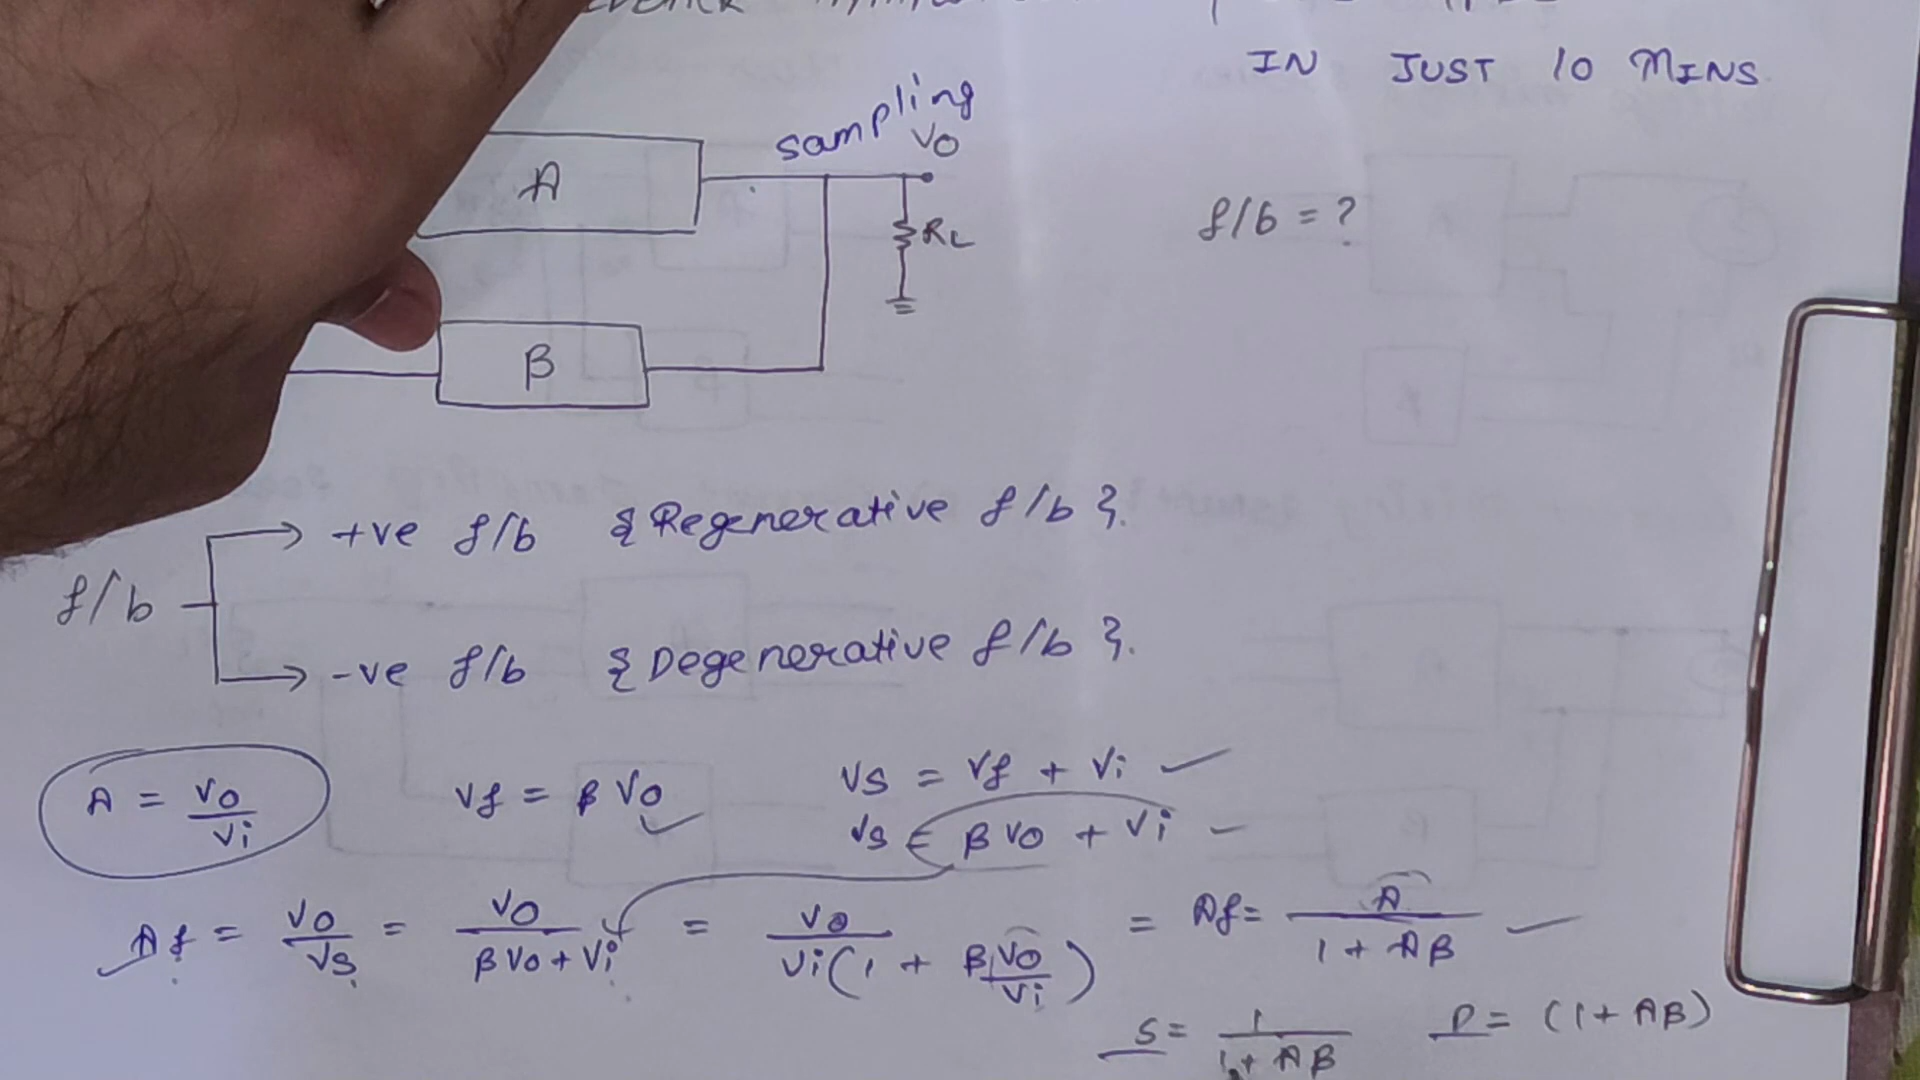 IN JUST 10 MINS
sampling
A
Vo
RL
f/b = ?
β
+ve f/b { Regenerative f/b }.
f/b
-ve f/b { Degenerative f/b }.
A = Vo/Vi
Vf = β Vo
Vs = Vf + Vi
Vs = β Vo + Vi
Af = Vo/Vs = Vo/(β Vo + Vi) = Vo/(Vi(1 + β Vo/Vi)) = Af = A/(1 + Aβ)
S = 1/(1 + Aβ) D = (1 + Aβ)